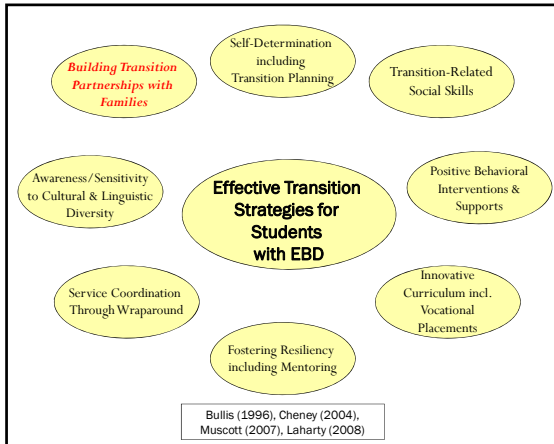 Self-Determination
including
Transition Planning
Building Transition
Partnerships with
Families
Transition-Related
Social Skills
Awareness/Sensitivity
to Cultural & Linguistic
Diversity
Effective Transition
Strategies for
Students
with EBD
Positive Behavioral
Interventions &
Supports
Service Coordination
Through Wraparound
Innovative
Curriculum incl.
Vocational
Placements
Fostering Resiliency
including Mentoring
Bullis (1996), Cheney (2004),
Muscott (2007), Laharty (2008)